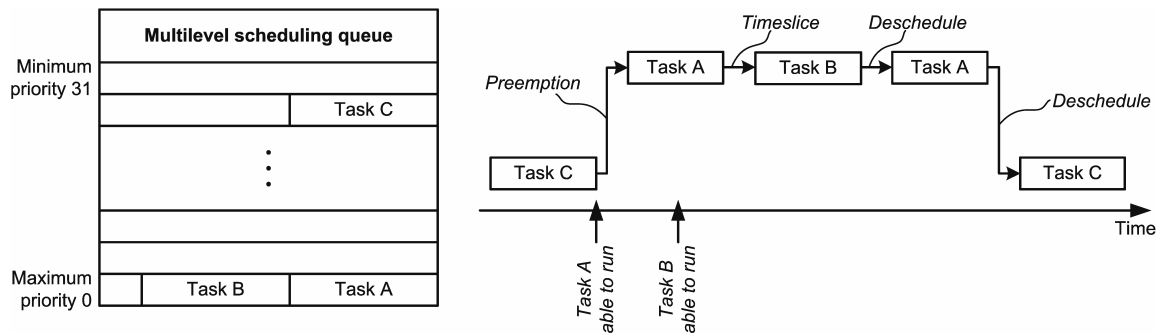 Multilevel scheduling queue
Minimum
priority 31
Task C
Maximum
priority 0
Task B
Task A
Timeslice
Deschedule
Task A
Task B
Task A
Preemption
Deschedule
Task C
Task C
Time
Task A
able to run
Task B
able to run